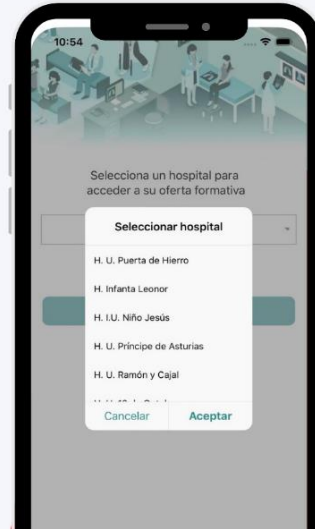 10:54
Selecciona un hospital para
acceder a su oferta formativa
Seleccionar hospital
H. U. Puerta de Hierro
H. Infanta Leonor
H. I.U. Niño Jesús
H. U. Príncipe de Asturias
H. U. Ramón y Cajal
Cancelar Aceptar